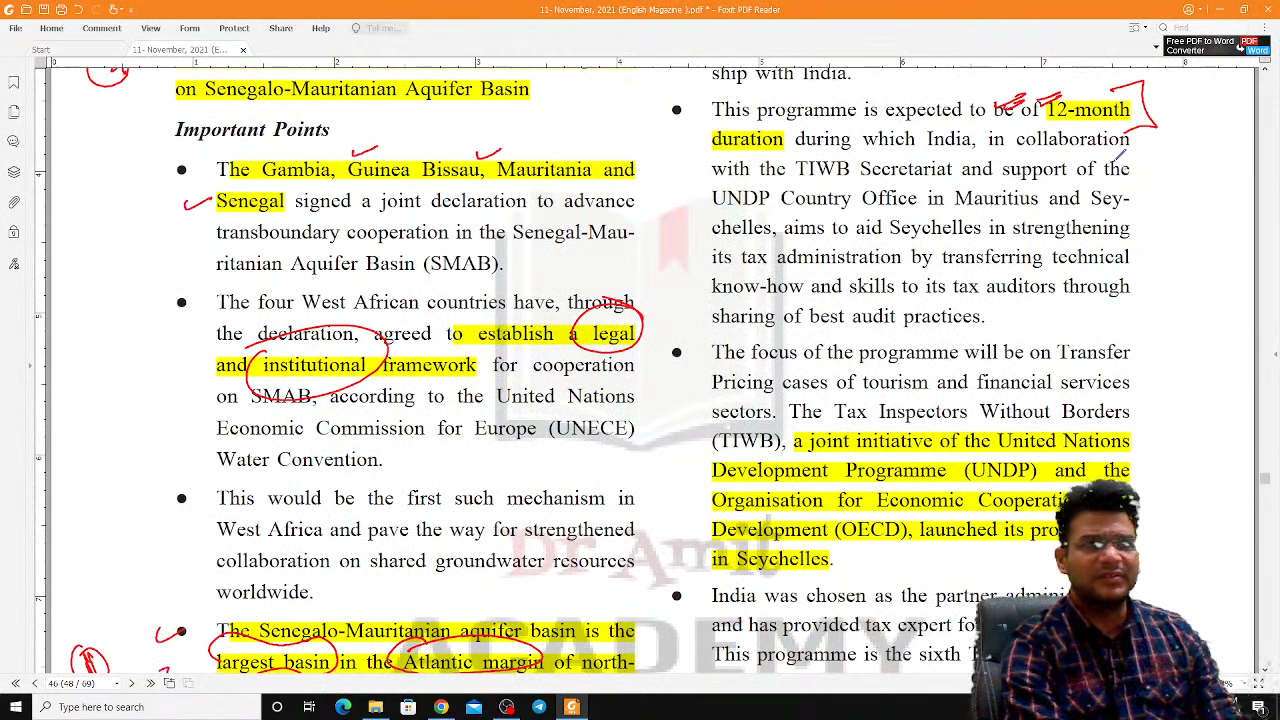 11- November, 2021 (English Magazine ).pdf * - Foxit PDF Reader
File Home Comment View Form Protect Share Help Tell me...
Free PDF to Word Converter PDF Word
Start 11- November, 2021 (E...
on Senegalo-Mauritanian Aquifer Basin
Important Points
● The Gambia, Guinea Bissau, Mauritania and
Senegal signed a joint declaration to advance
transboundary cooperation in the Senegal-Mau-
ritanian Aquifer Basin (SMAB).
● The four West African countries have, through
the declaration, agreed to establish a legal
and institutional framework for cooperation
on SMAB, according to the United Nations
Economic Commission for Europe (UNECE)
Water Convention.
● This would be the first such mechanism in
West Africa and pave the way for strengthened
collaboration on shared groundwater resources
worldwide.
● The Senegalo-Mauritanian aquifer basin is the
largest basin in the Atlantic margin of north-
ship with India.
● This programme is expected to be of 12-month
duration during which India, in collaboration
with the TIWB Secretariat and support of the
UNDP Country Office in Mauritius and Sey-
chelles, aims to aid Seychelles in strengthening
its tax administration by transferring technical
know-how and skills to its tax auditors through
sharing of best audit practices.
● The focus of the programme will be on Transfer
Pricing cases of tourism and financial services
sectors. The Tax Inspectors Without Borders
(TIWB), a joint initiative of the United Nations
Development Programme (UNDP) and the
Organisation for Economic
Development (OECD), launched its
in Seychelles.
● India was chosen as the partner
and has provided tax expert
This programme is the sixth
Dr Amit
ACADEMY
46 (48 / 69)
Type here to search